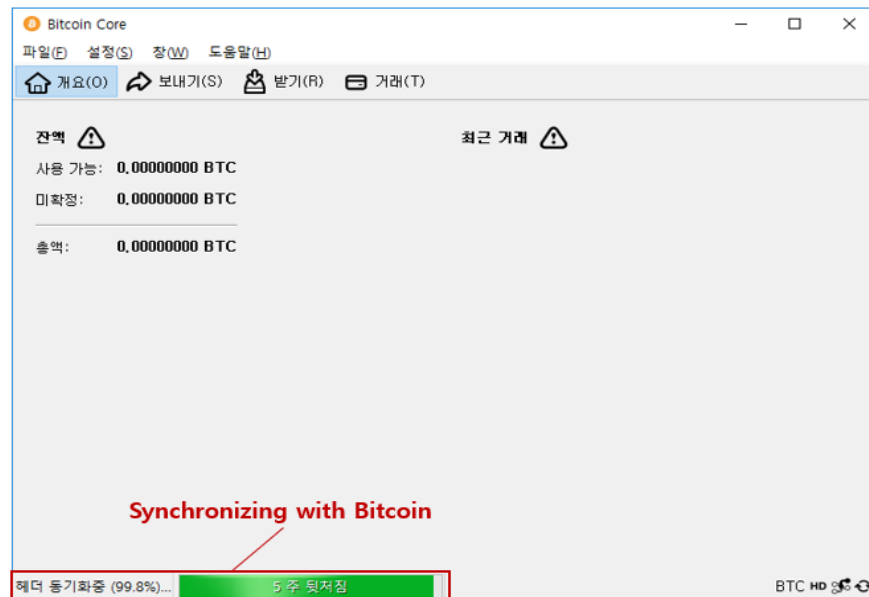 Bitcoin Core
파일(F) 설정(S) 창(W) 도움말(H)
개요(O) 보내기(S) 받기(R) 거래(T)
잔액 최근 거래
사용 가능: 0.00000000 BTC
미확정: 0.00000000 BTC
총액: 0.00000000 BTC
Synchronizing with Bitcoin
헤더 동기화중 (99.8%)... 5 주 뒷처짐 BTC HD